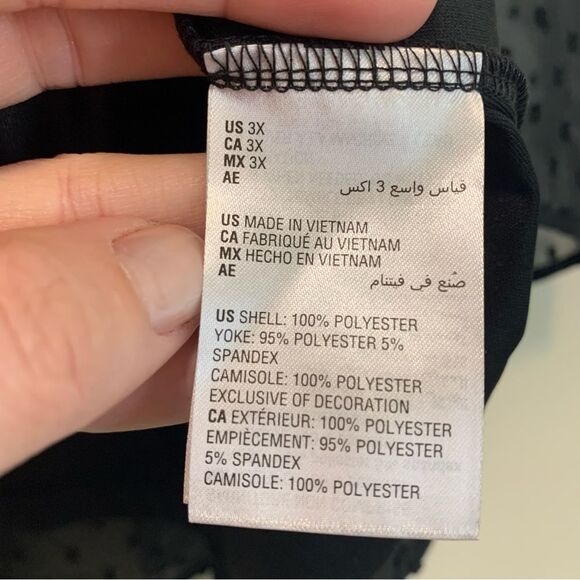 US 3X
CA 3X
MX 3X
AE قياس واسع 3 اكس
US MADE IN VIETNAM
CA FABRIQUÉ AU VIETNAM
MX HECHO EN VIETNAM
AE صُنع في فيتنام
US SHELL: 100% POLYESTER
YOKE: 95% POLYESTER 5%
SPANDEX
CAMISOLE: 100% POLYESTER
EXCLUSIVE OF DECORATION
CA EXTÉRIEUR: 100% POLYESTER
EMPIÈCEMENT: 95% POLYESTER
5% SPANDEX
CAMISOLE: 100% POLYESTER